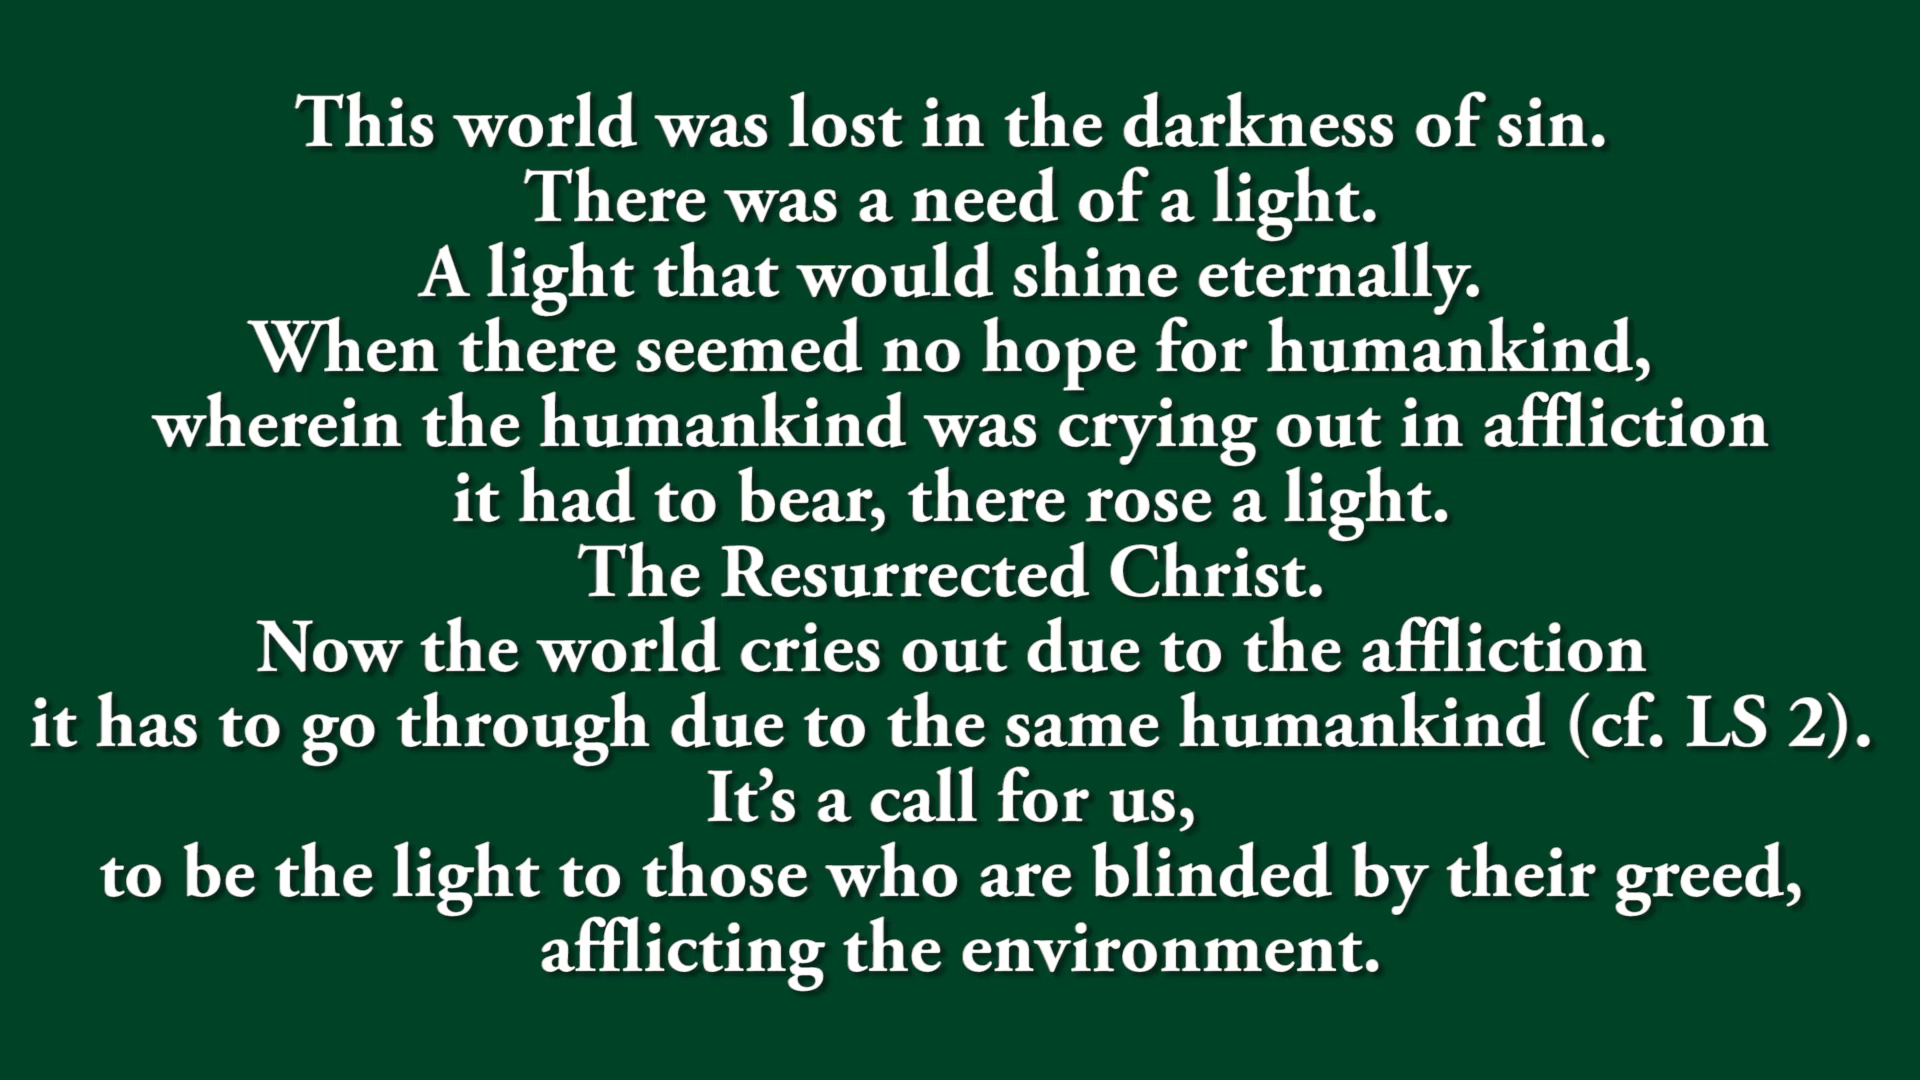 This world was lost in the darkness of sin.
There was a need of a light.
A light that would shine eternally.
When there seemed no hope for humankind,
wherein the humankind was crying out in affliction
it had to bear, there rose a light.
The Resurrected Christ.
Now the world cries out due to the affliction
it has to go through due to the same humankind (cf. LS 2).
It’s a call for us,
to be the light to those who are blinded by their greed,
afflicting the environment.